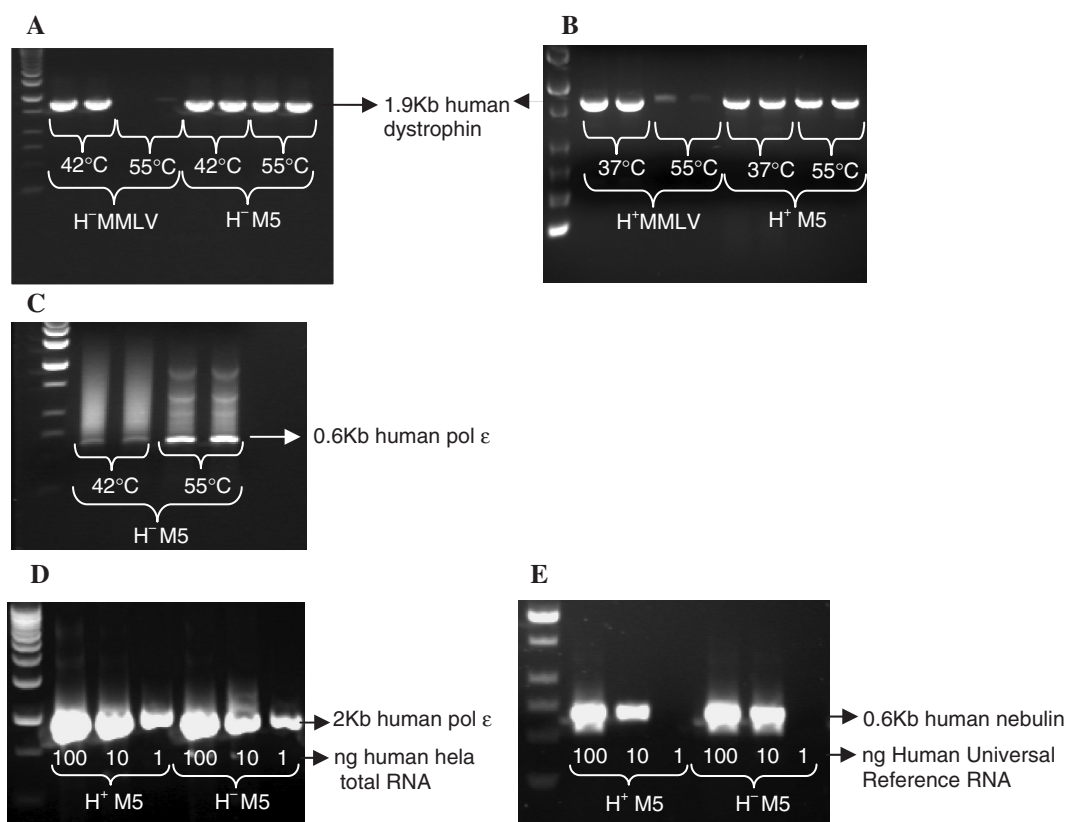 A
B
1.9Kb human
dystrophin
42°C 55°C 42°C 55°C
H⁻MMLV H⁻ M5
37°C 55°C 37°C 55°C
H⁺MMLV H⁺ M5
C
0.6Kb human pol ε
42°C 55°C
H⁻ M5
D
E
2Kb human pol ε
100 10 1 100 10 1
ng human hela
total RNA
H⁺ M5 H⁻ M5
0.6Kb human nebulin
100 10 1 100 10 1
ng Human Universal
Reference RNA
H⁺ M5 H⁻ M5